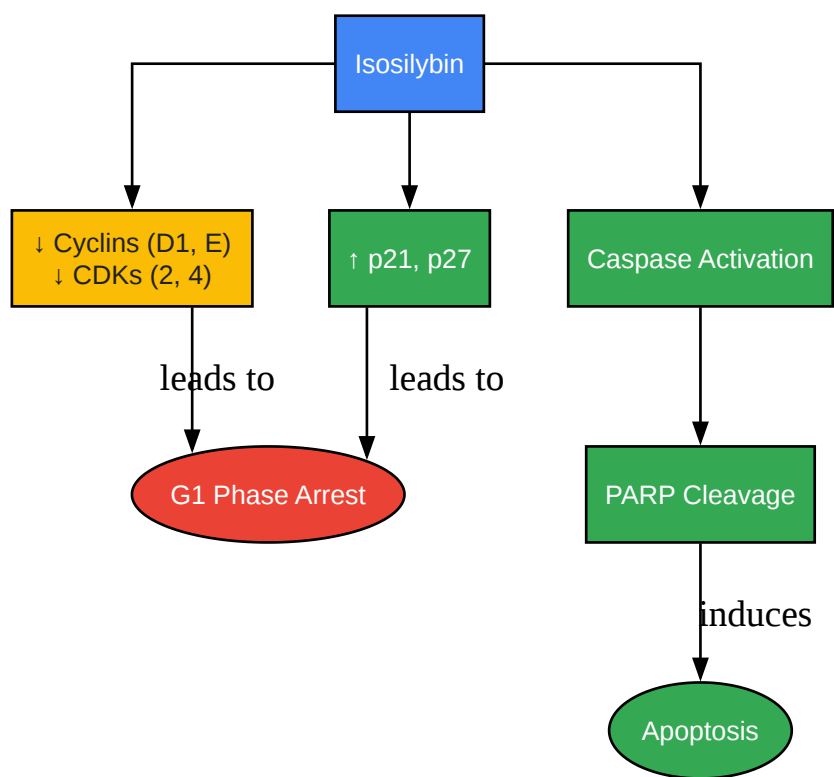 Isosilybin
↓ Cyclins (D1, E)
↓ CDKs (2, 4)
↑ p21, p27
Caspase Activation
leads to
leads to
G1 Phase Arrest
PARP Cleavage
induces
Apoptosis